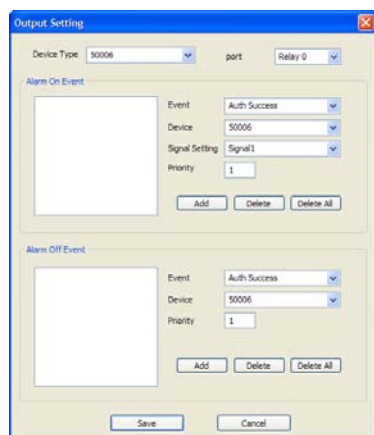 Output Setting
Device Type 50006 port Relay 0
Alarm On Event
Event Auth Success
Device 50006
Signal Setting Signal1
Priority 1
Add Delete Delete All
Alarm Off Event
Event Auth Success
Device 50006
Priority 1
Add Delete Delete All
Save Cancel